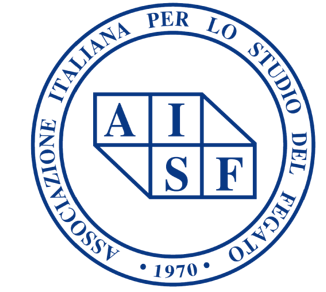 ASSOCIAZIONE ITALIANA PER LO STUDIO DEL FEGATO
A I
S F
• 1970 •